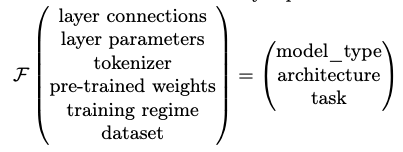 layer connections
layer parameters
tokenizer
pre-trained weights
training regime
dataset
ℱ =
model_type
architecture
task